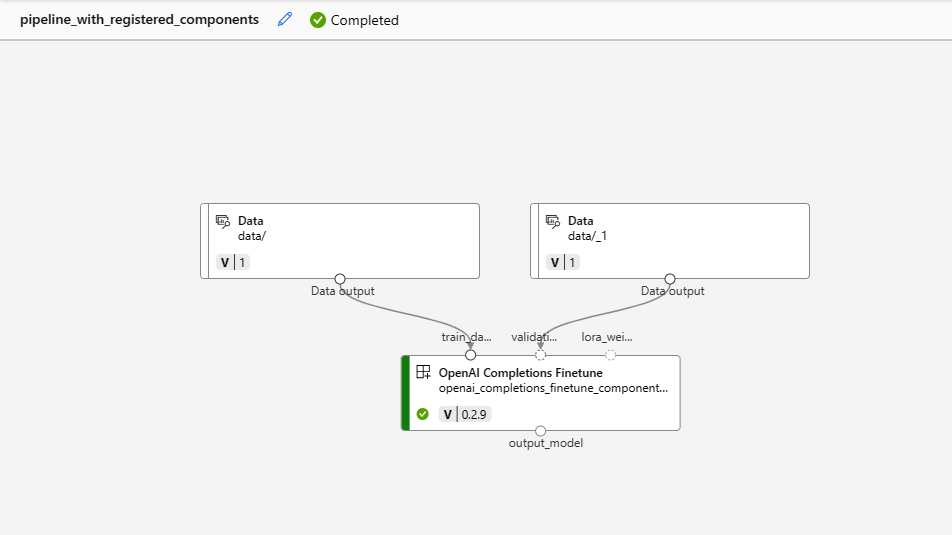 pipeline_with_registered_components Completed
Data
data/
V 1
Data output
Data
data/_1
V 1
Data output
train_da... validati... lora_wei...
OpenAI Completions Finetune
openai_completions_finetune_component...
V 0.2.9
output_model